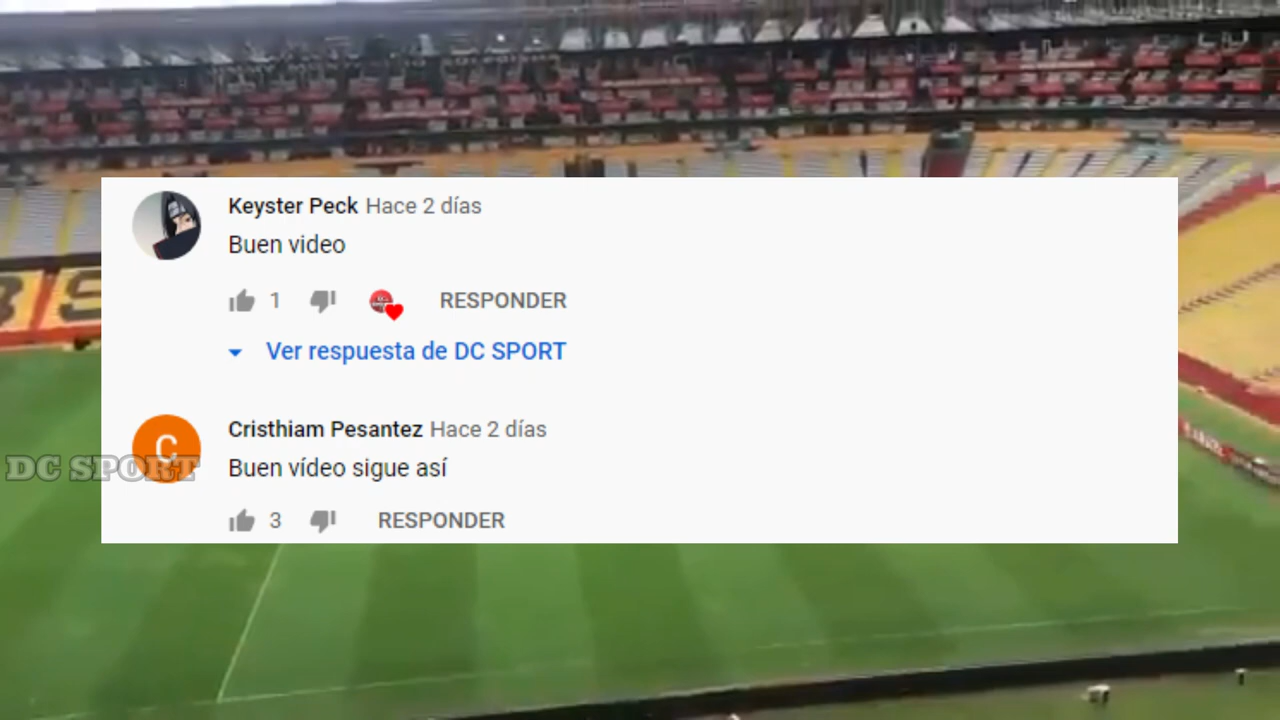 Keyster Peck Hace 2 días
Buen video
1 RESPONDER
Ver respuesta de DC SPORT
Cristhiam Pesantez Hace 2 días
C
DC SPORT
Buen vídeo sigue así
3 RESPONDER